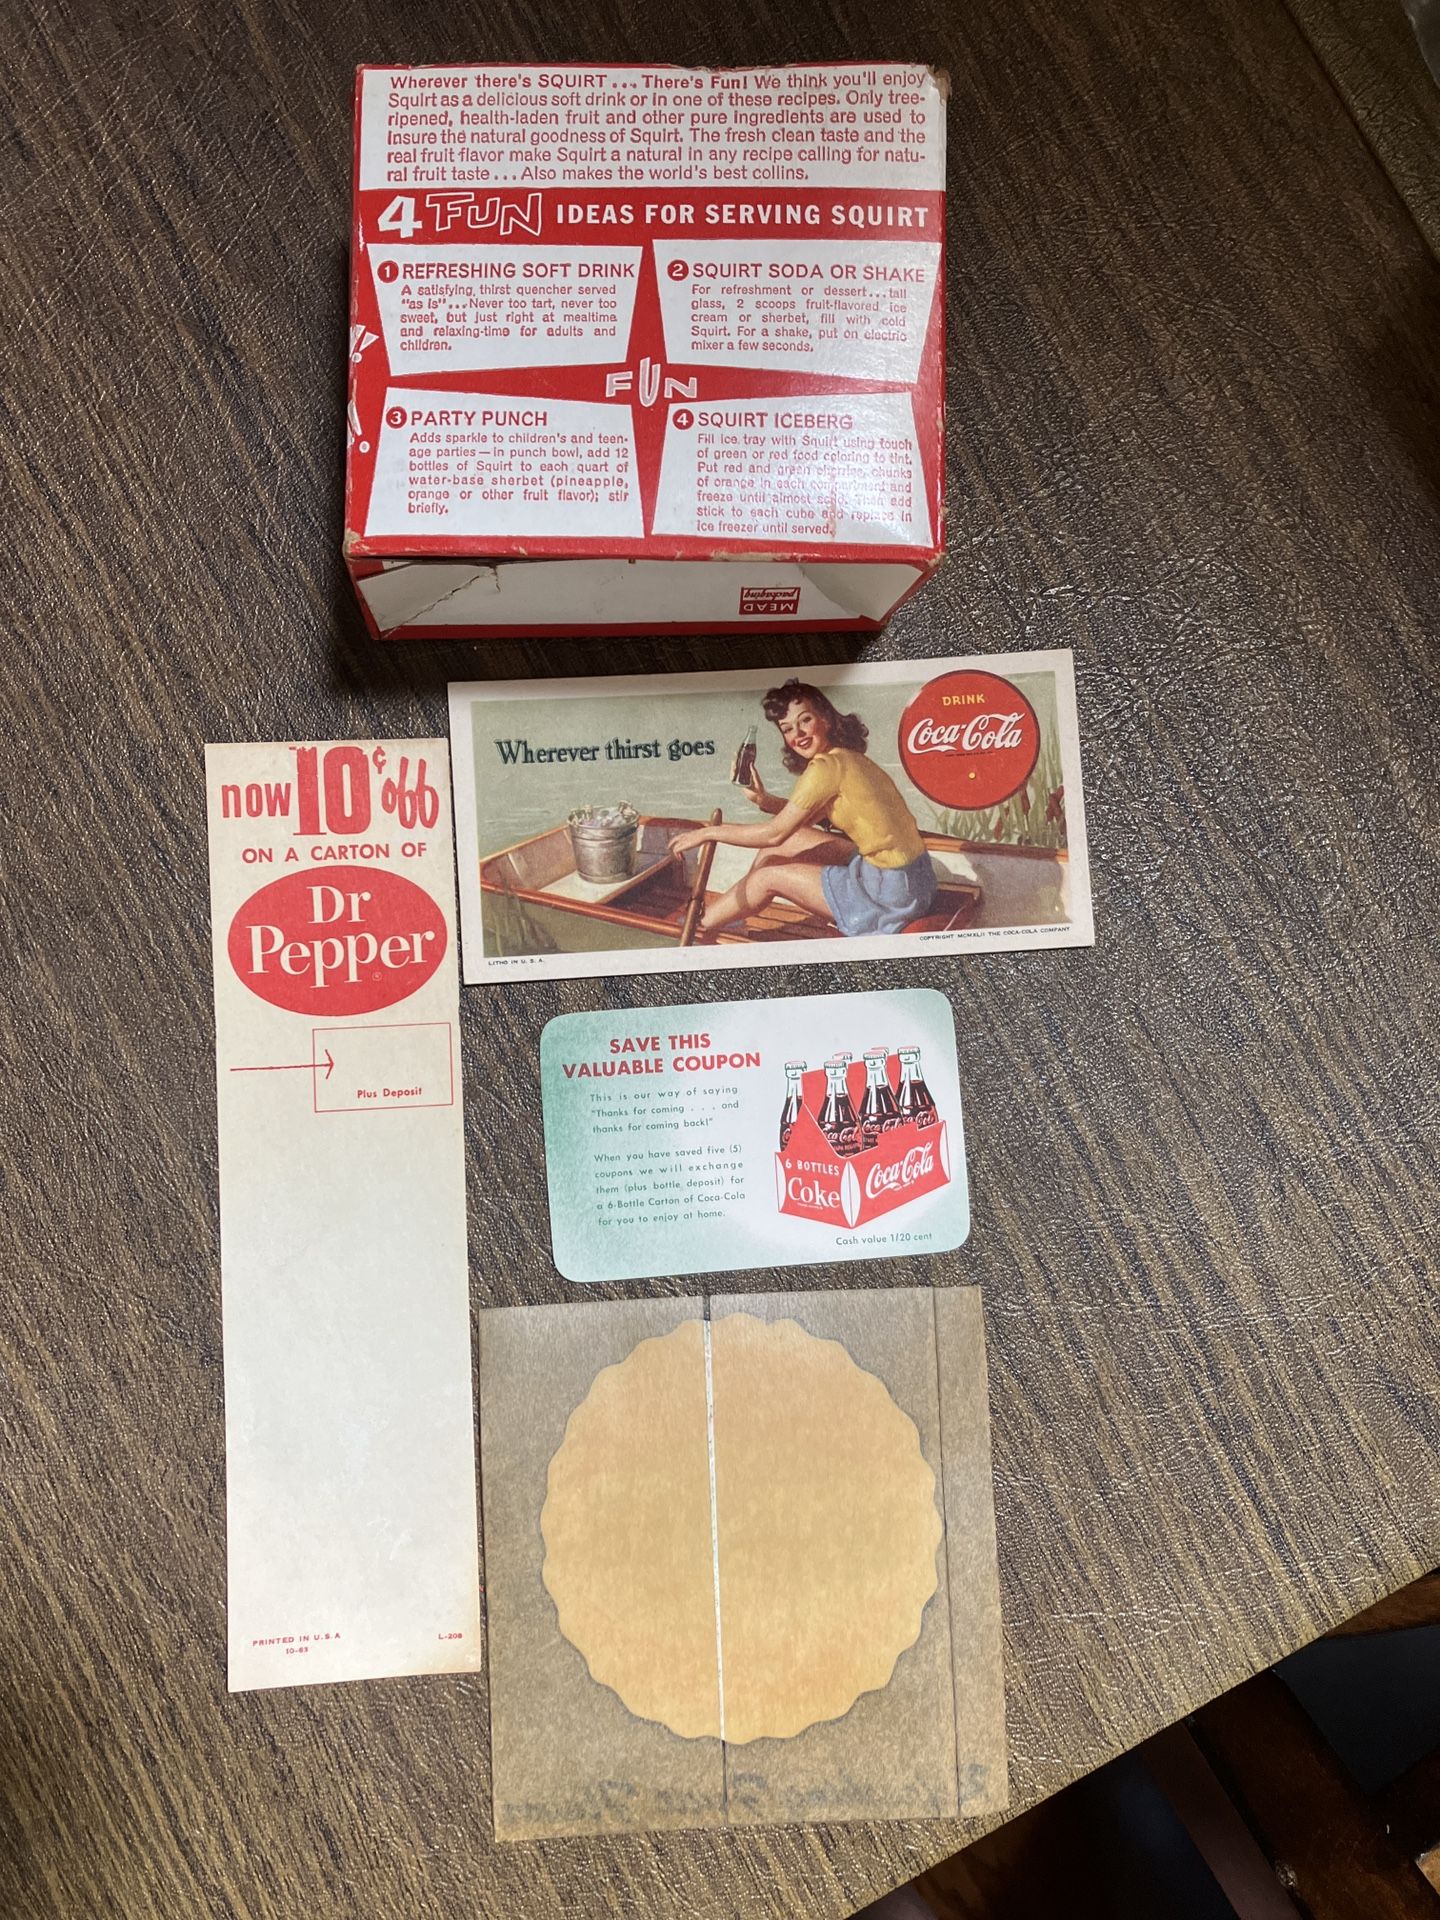 Wherever there's SQUIRT ... There's Fun! We think you'll enjoy
Squirt as a delicious soft drink or in one of these recipes. Only tree-
ripened, health-laden fruit and other pure ingredients are used to
insure the natural goodness of Squirt. The fresh clean taste and the
real fruit flavor make Squirt a natural in any recipe calling for natu-
ral fruit taste ... Also makes the world's best collins.
4 FUN IDEAS FOR SERVING SQUIRT
1 REFRESHING SOFT DRINK
A satisfying, thirst quencher served
"as is"... Never too tart, never too
sweet, but just right at mealtime
and relaxing-time for adults and
children.
2 SQUIRT SODA OR SHAKE
For refreshment or dessert...tall
glass, 2 scoops fruit-flavored ice
cream or sherbet, fill with cold
Squirt. For a shake, put on electric
mixer a few seconds.
FUN
3 PARTY PUNCH
Adds sparkle to children's and teen-
age parties — in punch bowl, add 12
bottles of Squirt to each quart of
water-base sherbet (pineapple,
orange or other fruit flavor); stir
briefly.
4 SQUIRT ICEBERG
Fill ice tray with Squirt using touch
of green or red food coloring to tint.
Put red and green cherries, chunks
of orange in each compartment and
freeze until almost solid. Then add
stick to each cube and replace in
ice freezer until served.
MEAD
packaging
Wherever thirst goes
DRINK
Coca-Cola
LITHO IN U. S. A.
COPYRIGHT MCMXLII THE COCA-COLA COMPANY
now 10¢ off
ON A CARTON OF
Dr
Pepper
®
Plus Deposit
PRINTED IN U.S.A
10-63
L-208
SAVE THIS
VALUABLE COUPON
This is our way of saying
"Thanks for coming . . . and
thanks for coming back!"
When you have saved five (5)
coupons we will exchange
them (plus bottle deposit) for
a 6-Bottle Carton of Coca-Cola
for you to enjoy at home.
6 BOTTLES
Coke
Coca-Cola
Cash value 1/20 cent